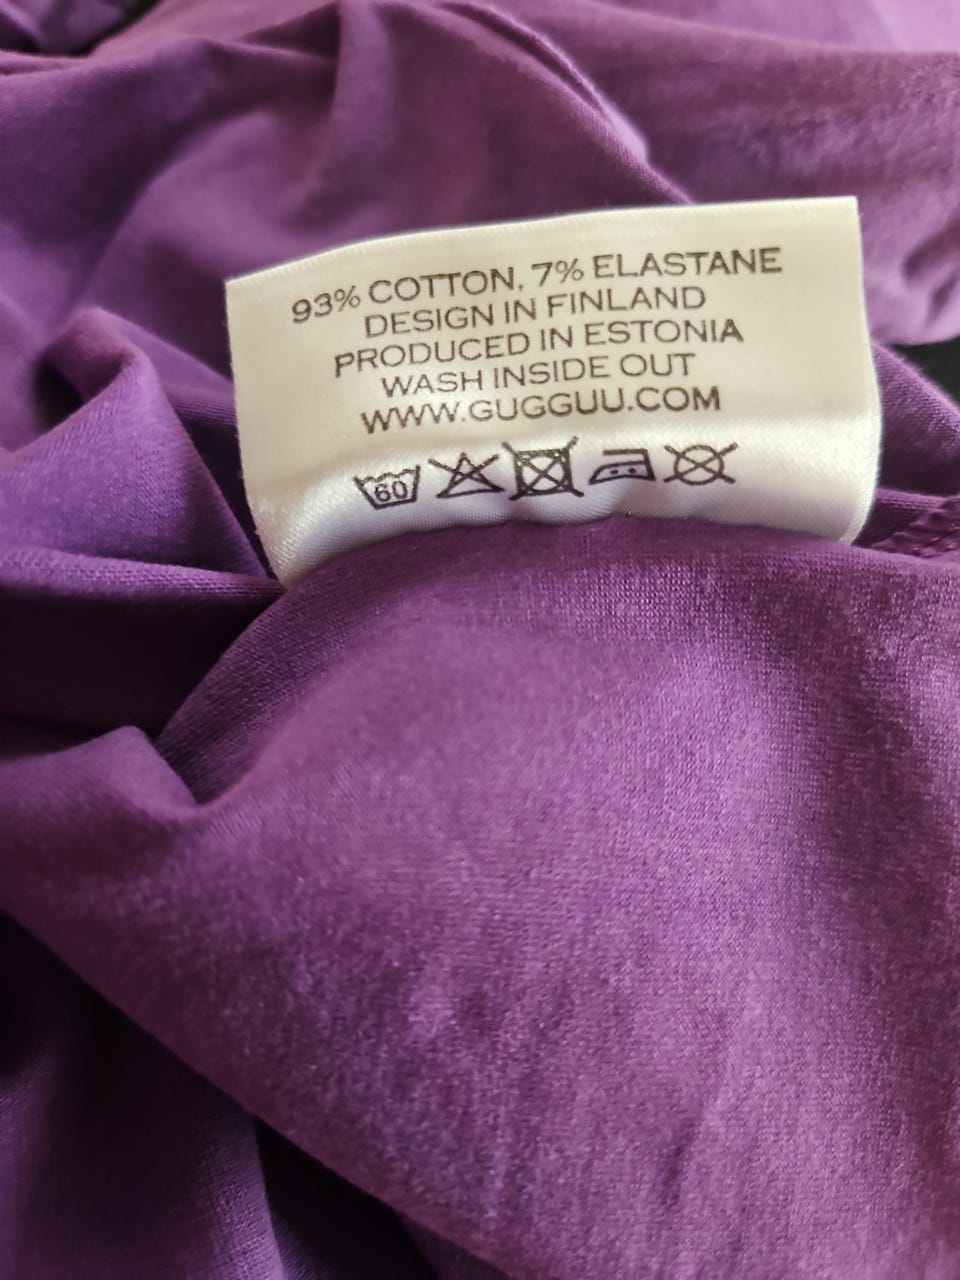 93% COTTON, 7% ELASTANE
DESIGN IN FINLAND
PRODUCED IN ESTONIA
WASH INSIDE OUT
WWW.GUGGUU.COM
60